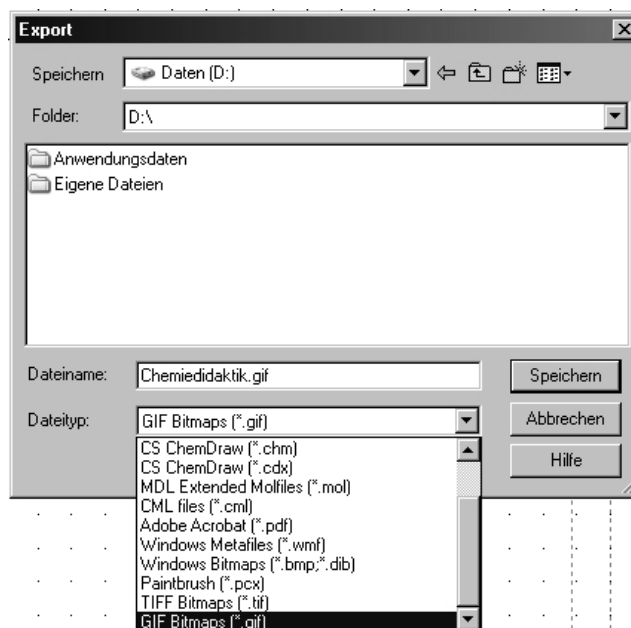 Export
Speichern Daten (D:)
Folder: D:\
Anwendungsdaten
Eigene Dateien
Dateiname: Chemiedidaktik.gif Speichern
Dateityp: GIF Bitmaps (*.gif) Abbrechen
Hilfe
CS ChemDraw (*.chm)
CS ChemDraw (*.cdx)
MDL Extended Molfiles (*.mol)
CML files (*.cml)
Adobe Acrobat (*.pdf)
Windows Metafiles (*.wmf)
Windows Bitmaps (*.bmp;*.dib)
Paintbrush (*.pcx)
TIFF Bitmaps (*.tif)
GIF Bitmaps (*.gif)